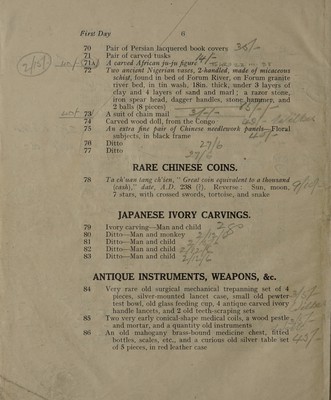 First Day 6
70 Pair of Persian lacquered book covers
71 Pair of carved tusks
71A A carved African ju-ju figure
72 Two ancient Nigerian vases, 2-handled, made of micaceous
schist, found in bed of Forum River, on Forum granite
river bed, in tin wash, 18in. thick, under 3 layers of
clay and 4 layers of sand and marl; a razor stone,
iron spear head, dagger handles, stone hammer, and
2 balls (8 pieces)
73 A suit of chain mail
74 Carved wood doll, from the Congo
75 An extra fine pair of Chinese needlework panels—Floral
subjects, in black frame
76 Ditto 27/6
77 Ditto 27/6
RARE CHINESE COINS.
78 Ta ch'uan tang ch'ien, "Great coin equivalent to a thousand
(cash)," date, A.D. 238 (?). Reverse: Sun, moon,
7 stars, with crossed swords, tortoise, and snake
JAPANESE IVORY CARVINGS.
79 Ivory carving—Man and child
80 Ditto—Man and monkey
81 Ditto—Man and child
82 Ditto—Man and child
83 Ditto—Man and child
ANTIQUE INSTRUMENTS, WEAPONS, &c.
84 Very rare old surgical mechanical trepanning set of 4
pieces, silver-mounted lancet case, small old pewter
test bowl, old glass feeding cup, 4 antique carved ivory
handle lancets, and 2 old teeth-scraping sets
85 Two very early conical-shape medical coils, a wood pestle
and mortar, and a quantity old instruments
86 An old mahogany brass-bound medicine chest, fitted
bottles, scales, etc., and a curious old silver table set
of 5 pieces, in red leather case